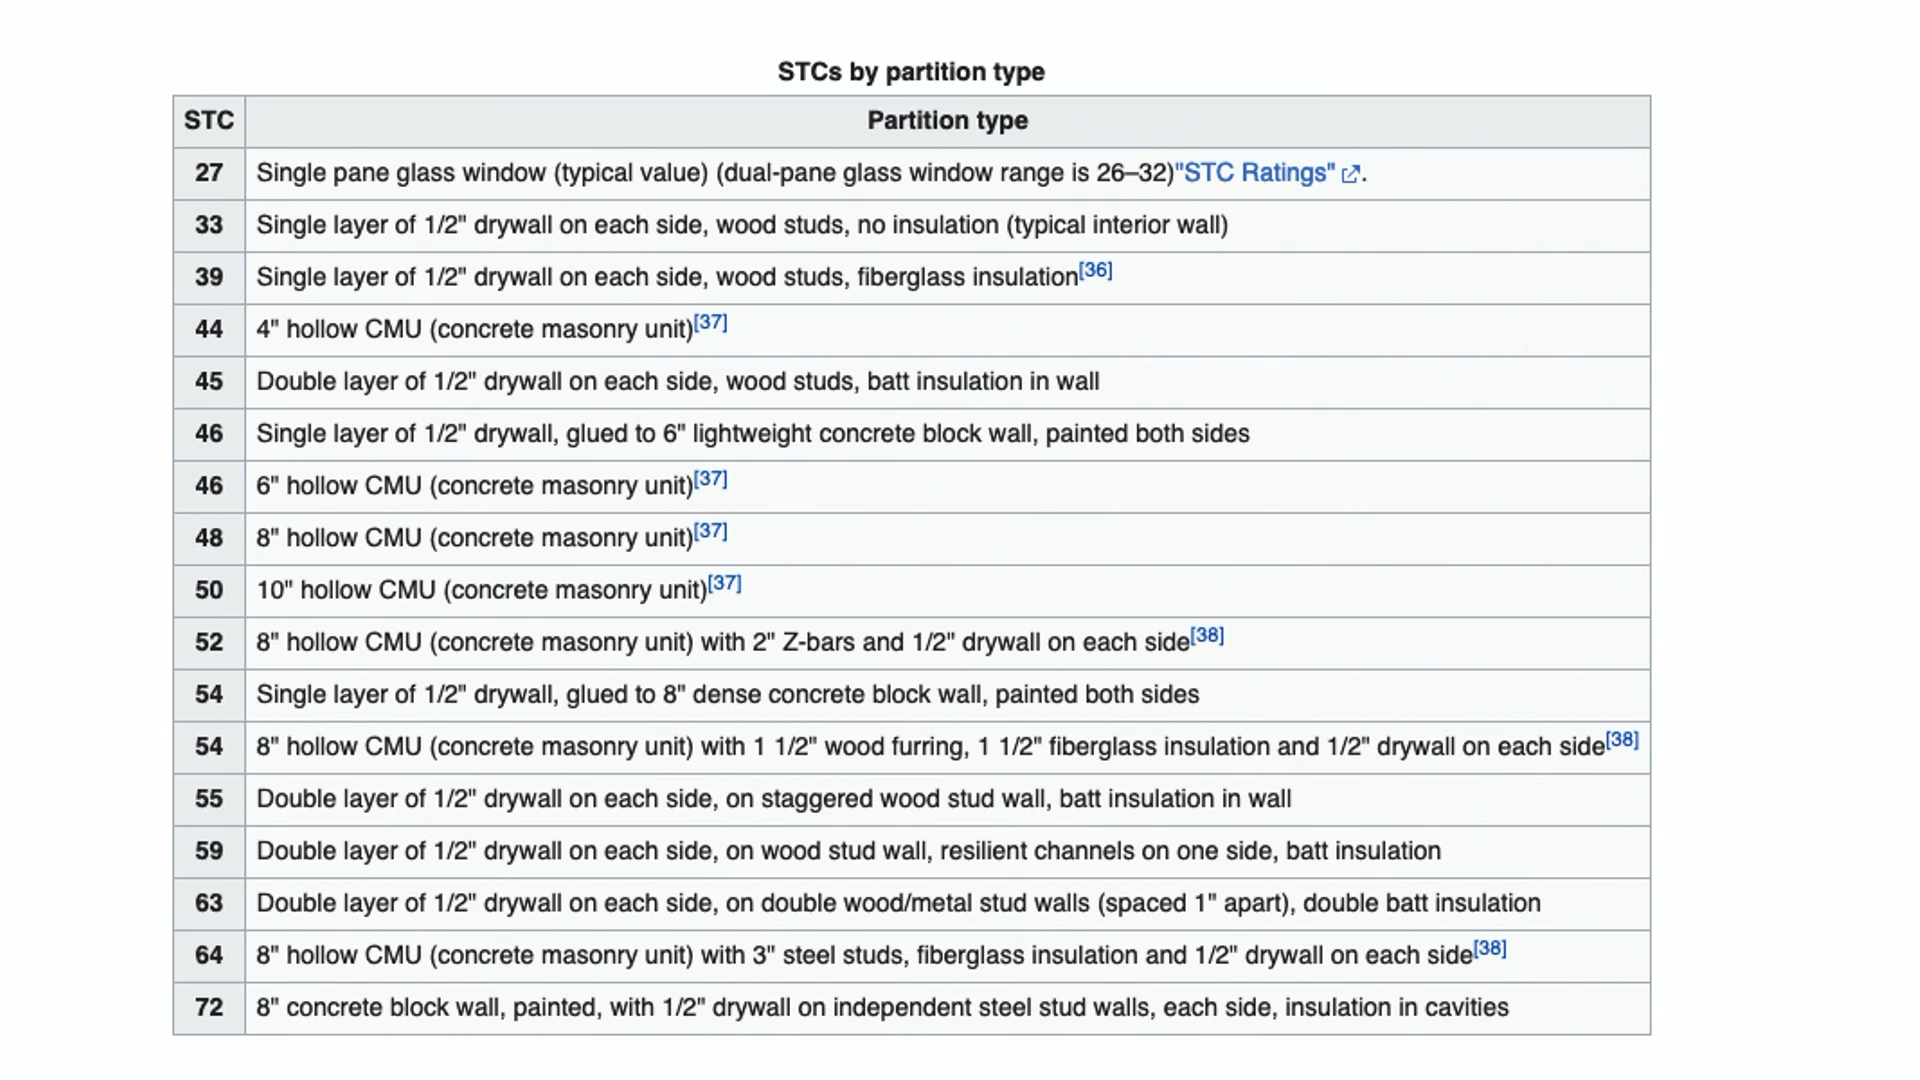 STCs by partition type
STC Partition type
27 Single pane glass window (typical value) (dual-pane glass window range is 26–32)"STC Ratings".
33 Single layer of 1/2" drywall on each side, wood studs, no insulation (typical interior wall)
39 Single layer of 1/2" drywall on each side, wood studs, fiberglass insulation[36]
44 4" hollow CMU (concrete masonry unit)[37]
45 Double layer of 1/2" drywall on each side, wood studs, batt insulation in wall
46 Single layer of 1/2" drywall, glued to 6" lightweight concrete block wall, painted both sides
46 6" hollow CMU (concrete masonry unit)[37]
48 8" hollow CMU (concrete masonry unit)[37]
50 10" hollow CMU (concrete masonry unit)[37]
52 8" hollow CMU (concrete masonry unit) with 2" Z-bars and 1/2" drywall on each side[38]
54 Single layer of 1/2" drywall, glued to 8" dense concrete block wall, painted both sides
54 8" hollow CMU (concrete masonry unit) with 1 1/2" wood furring, 1 1/2" fiberglass insulation and 1/2" drywall on each side[38]
55 Double layer of 1/2" drywall on each side, on staggered wood stud wall, batt insulation in wall
59 Double layer of 1/2" drywall on each side, on wood stud wall, resilient channels on one side, batt insulation
63 Double layer of 1/2" drywall on each side, on double wood/metal stud walls (spaced 1" apart), double batt insulation
64 8" hollow CMU (concrete masonry unit) with 3" steel studs, fiberglass insulation and 1/2" drywall on each side[38]
72 8" concrete block wall, painted, with 1/2" drywall on independent steel stud walls, each side, insulation in cavities